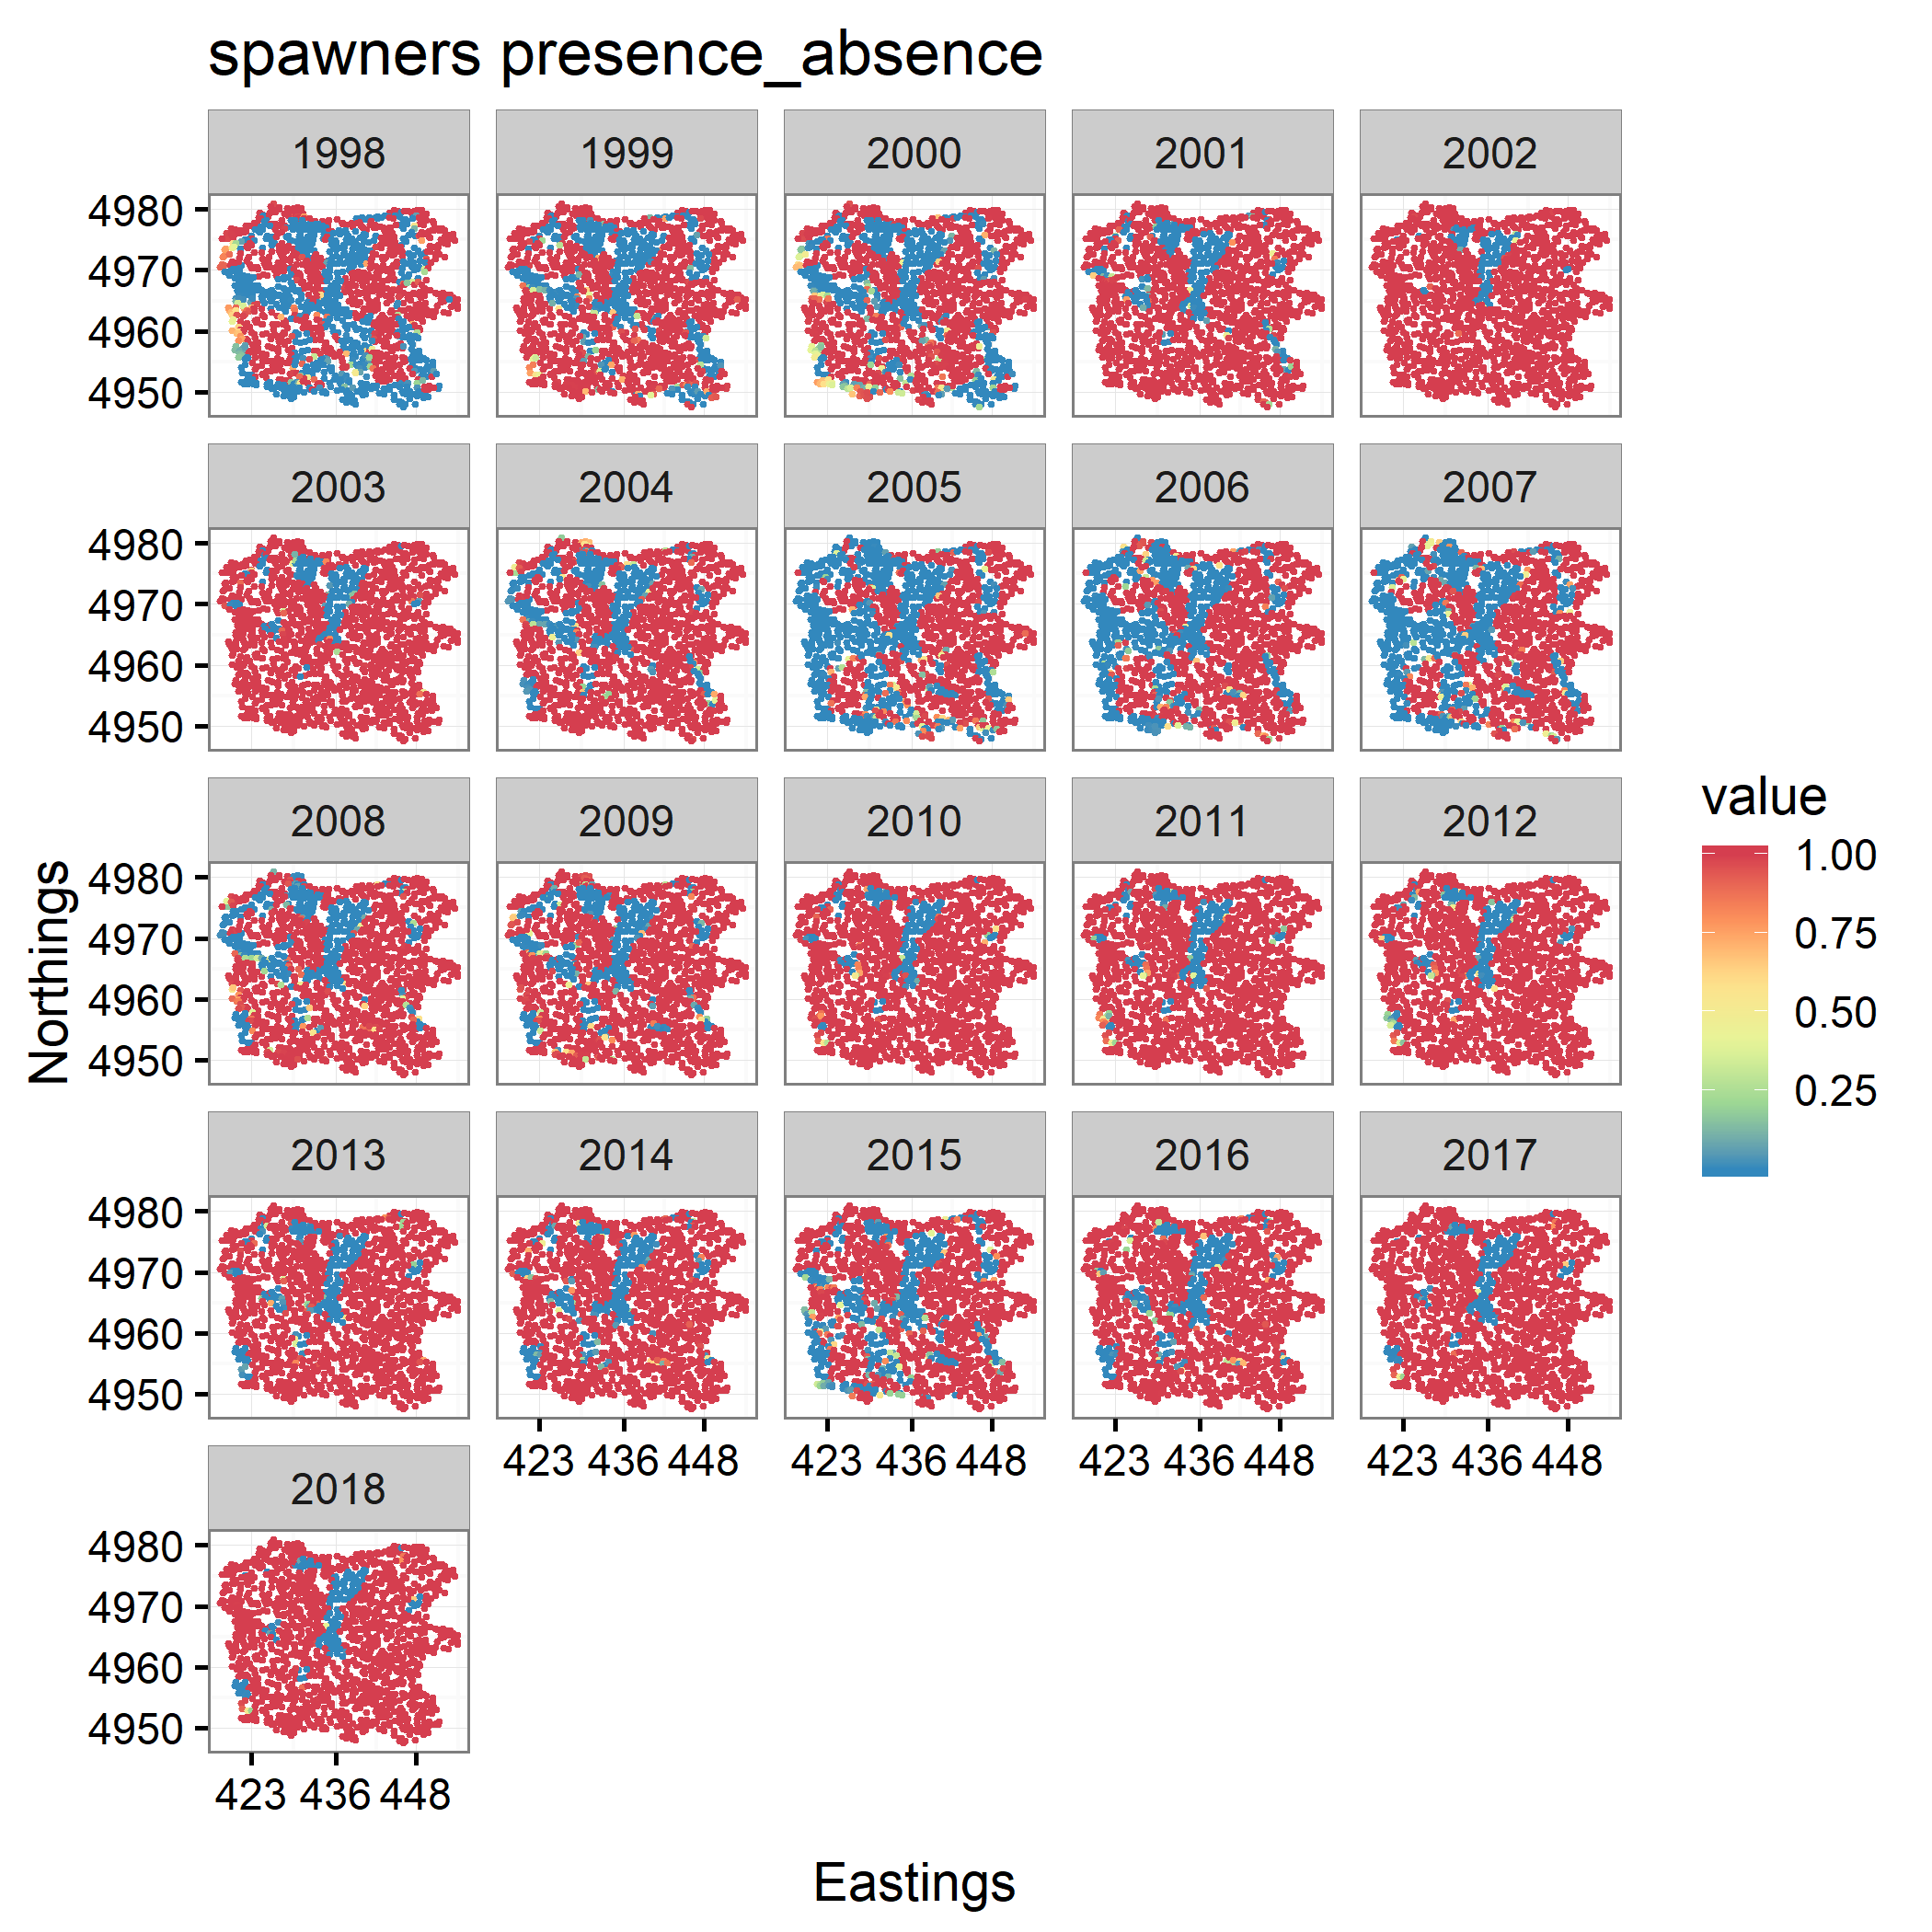 spawners presence_absence
1998 1999 2000 2001 2002
4980
4970
4960
4950
2003 2004 2005 2006 2007
4980
4970
4960
4950
2008 2009 2010 2011 2012
4980
4970
4960
4950
2013 2014 2015 2016 2017
4980
4970
4960
4950
423 436 448 423 436 448 423 436 448 423 436 448
2018
4980
4970
4960
4950
423 436 448
Northings
Eastings
value
1.00
0.75
0.50
0.25